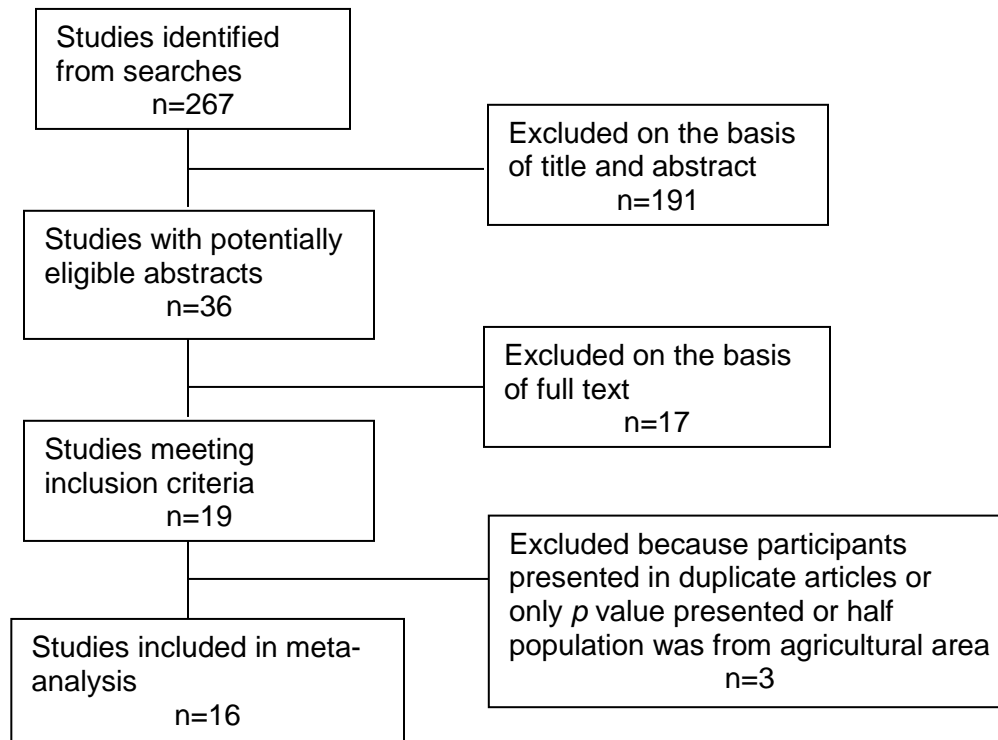 Studies identified
from searches
n=267
Excluded on the basis
of title and abstract
n=191
Studies with potentially
eligible abstracts
n=36
Excluded on the basis
of full text
n=17
Studies meeting
inclusion criteria
n=19
Excluded because participants
presented in duplicate articles or
only p value presented or half
population was from agricultural area
n=3
Studies included in meta-
analysis
n=16